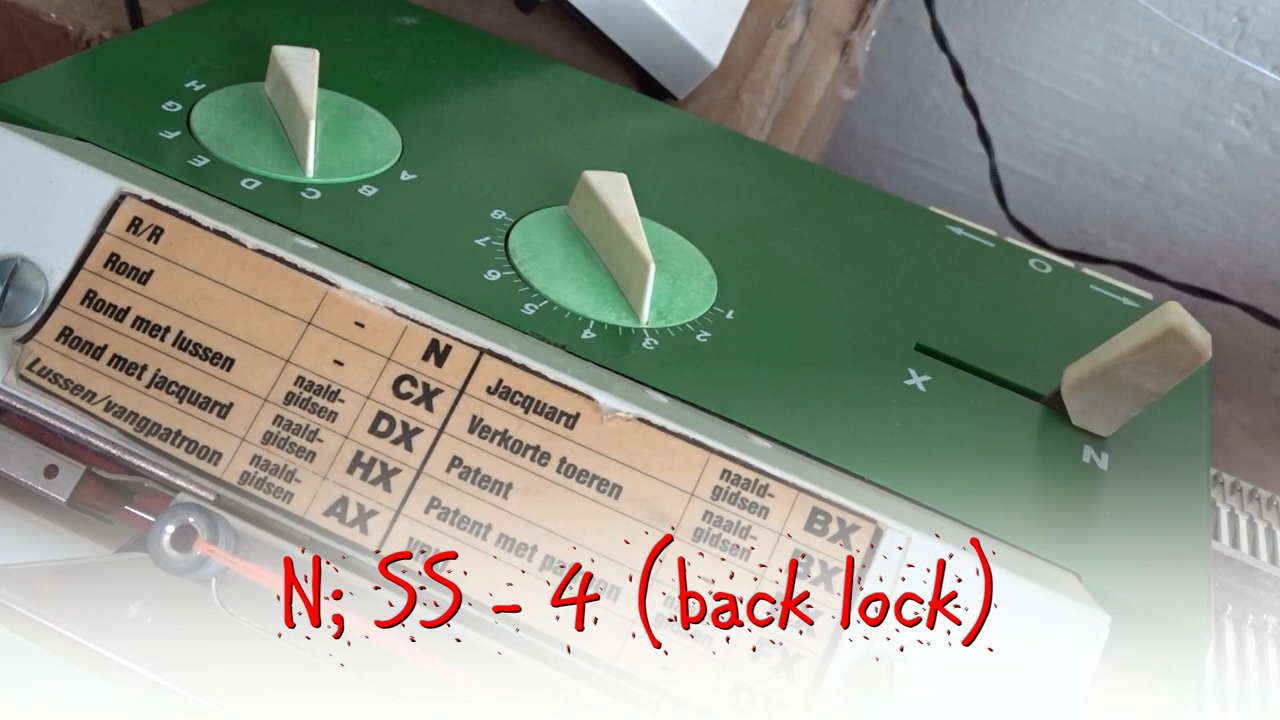 H G F E D C B A
8 7 6 5 4 3 2 1
← O →
X N
R/R - N
Rond - CX
Rond met lussen naald-gidsen DX
Rond met jacquard naald-gidsen HX
Lussen/vangpatroon naald-gidsen AX
Jacquard naald-gidsen BX
Verkorte toeren naald-gidsen BX
Patent
Patent met
FX
N; SS - 4 (back lock)